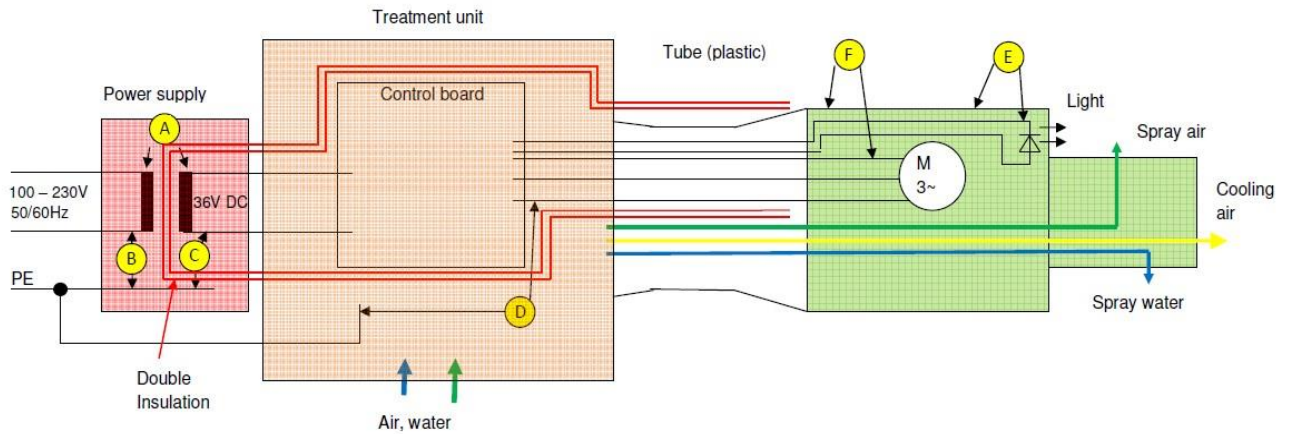 Treatment unit
Tube (plastic)
F
E
Power supply
Control board
Light
A
Spray air
M
3~
100 – 230V
50/60Hz
36V DC
Cooling
air
B
C
PE
D
Spray water
Double
Insulation
Air, water